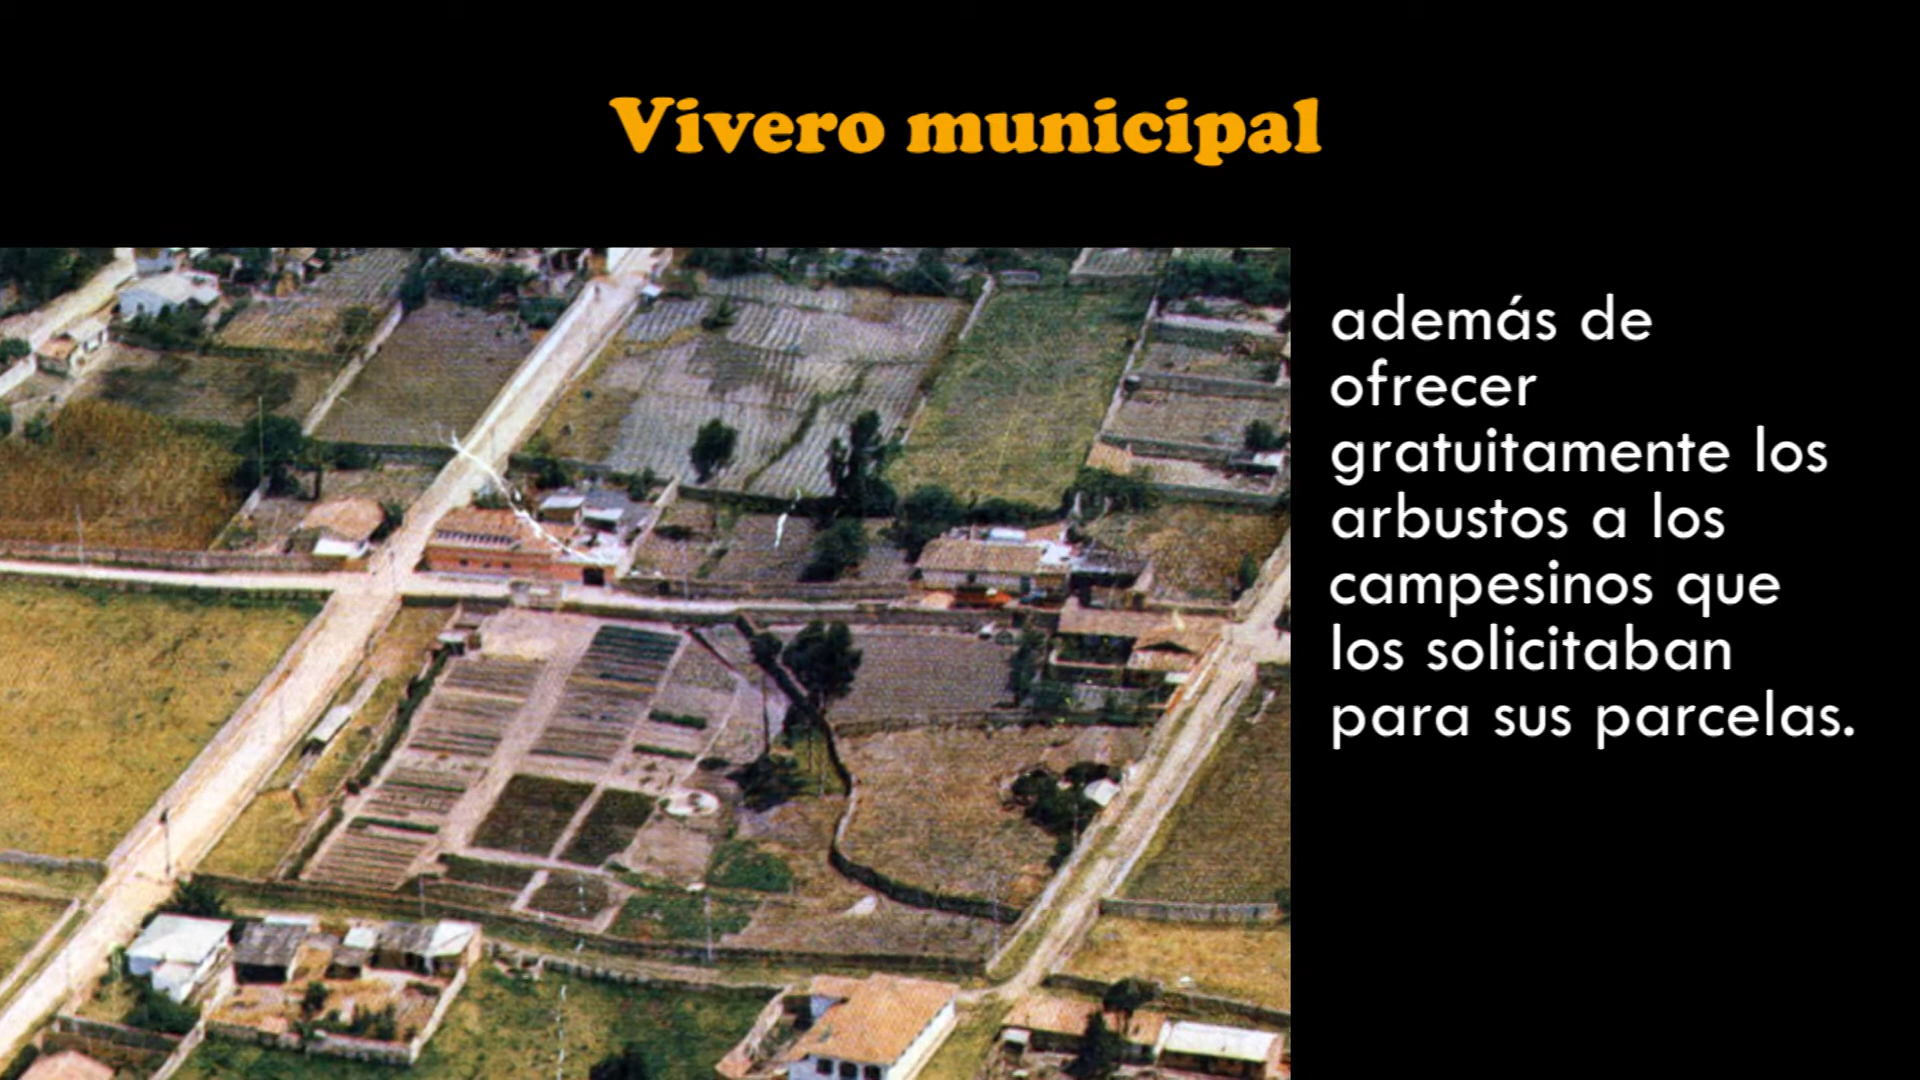 Vivero municipal
además de
ofrecer
gratuitamente los
arbustos a los
campesinos que
los solicitaban
para sus parcelas.